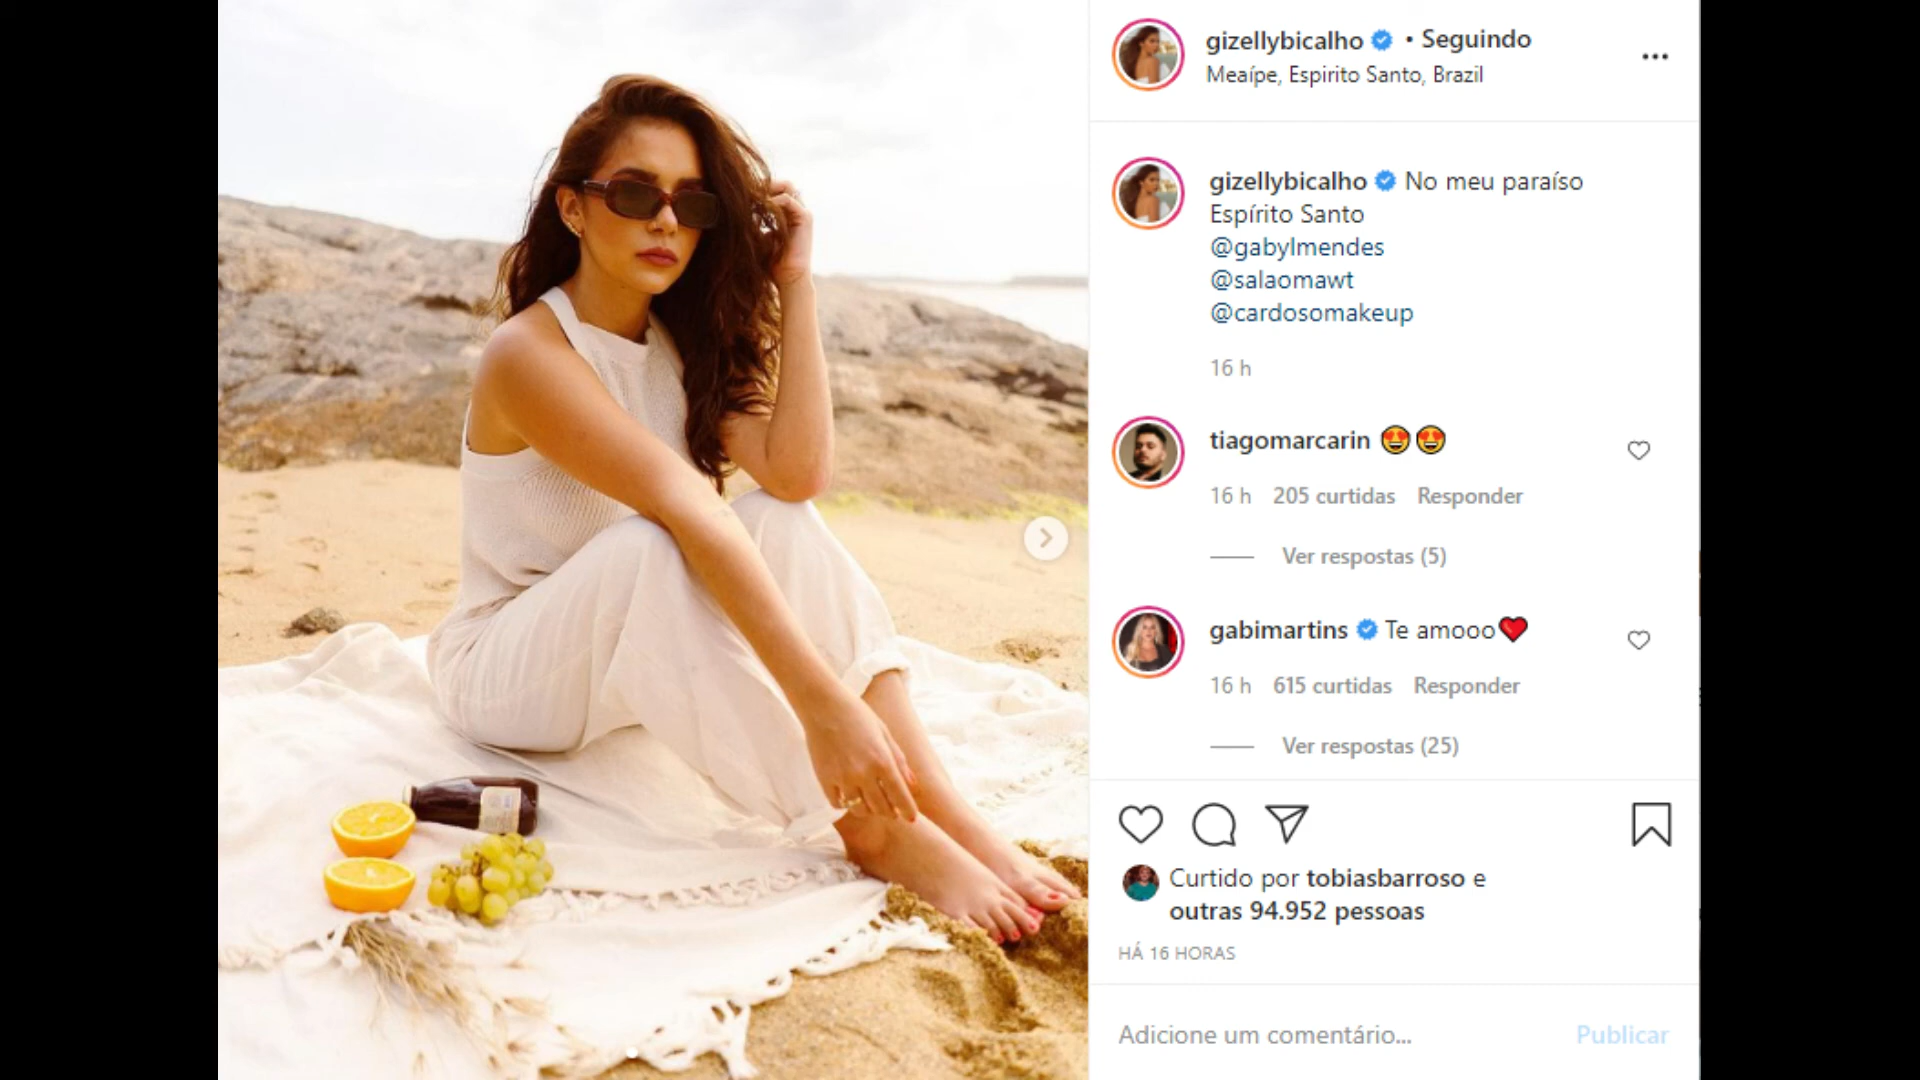 gizellybicalho • Seguindo
Meaípe, Espirito Santo, Brazil
gizellybicalho No meu paraíso
Espírito Santo
@gabylmendes
@salaomawt
@cardosomakeup
16 h
tiagomarcarin 😍😍
16 h 205 curtidas Responder
Ver respostas (5)
gabimartins Te amooo❤️
16 h 615 curtidas Responder
Ver respostas (25)
Curtido por tobiasbarroso e
outras 94.952 pessoas
HÁ 16 HORAS
Adicione um comentário... Publicar